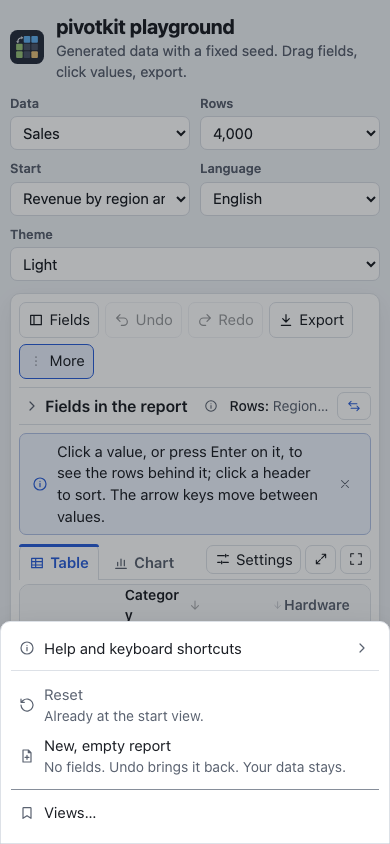 pivotkit playground
Generated data with a fixed seed. Drag fields,
click values, export.
Data
Rows
Sales
4,000
Start
Language
Revenue by region ar
English
Theme
Light
Fields
Undo
Redo
Export
More
Fields in the report
Rows: Region...
Click a value, or press Enter on it, to
see the rows behind it; click a header
to sort. The arrow keys move between
values.
Table
Chart
Settings
Categor
y
Hardware
Help and keyboard shortcuts
Reset
Already at the start view.
New, empty report
No fields. Undo brings it back. Your data stays.
Views...